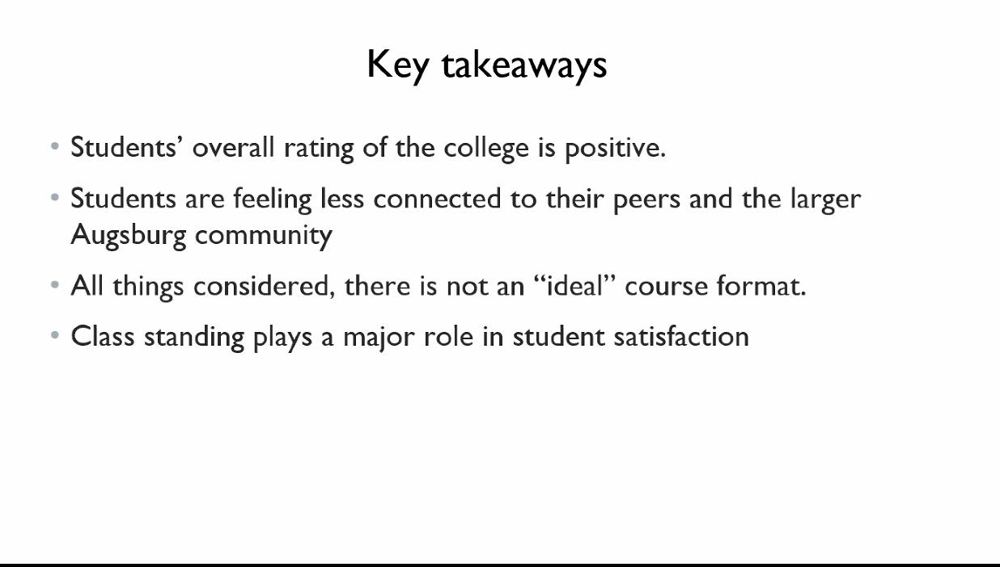 Key takeaways
• Students’ overall rating of the college is positive.
• Students are feeling less connected to their peers and the larger
Augsburg community
• All things considered, there is not an “ideal” course format.
• Class standing plays a major role in student satisfaction